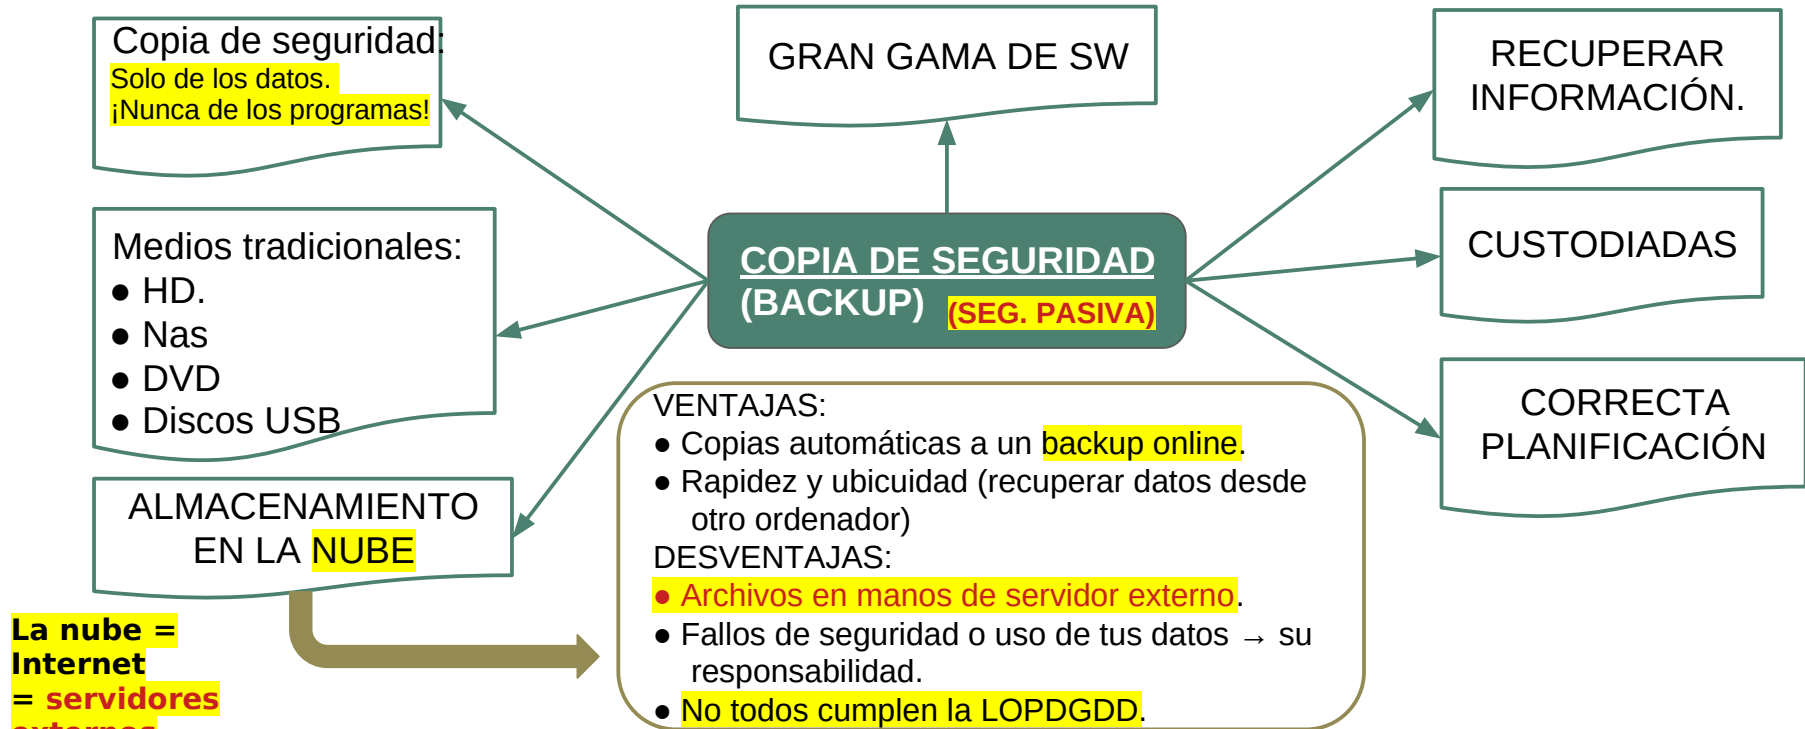 Copia de seguridad:
Solo de los datos.
¡Nunca de los programas!
GRAN GAMA DE SW
RECUPERAR
INFORMACIÓN.
Medios tradicionales:
● HD.
● Nas
● DVD
● Discos USB
COPIA DE SEGURIDAD
(BACKUP) (SEG. PASIVA)
CUSTODIADAS
CORRECTA
PLANIFICACIÓN
ALMACENAMIENTO
EN LA NUBE
VENTAJAS:
● Copias automáticas a un backup online.
● Rapidez y ubicuidad (recuperar datos desde
otro ordenador)
DESVENTAJAS:
● Archivos en manos de servidor externo.
● Fallos de seguridad o uso de tus datos → su
responsabilidad.
● No todos cumplen la LOPDGDD.
La nube =
Internet
= servidores
externos